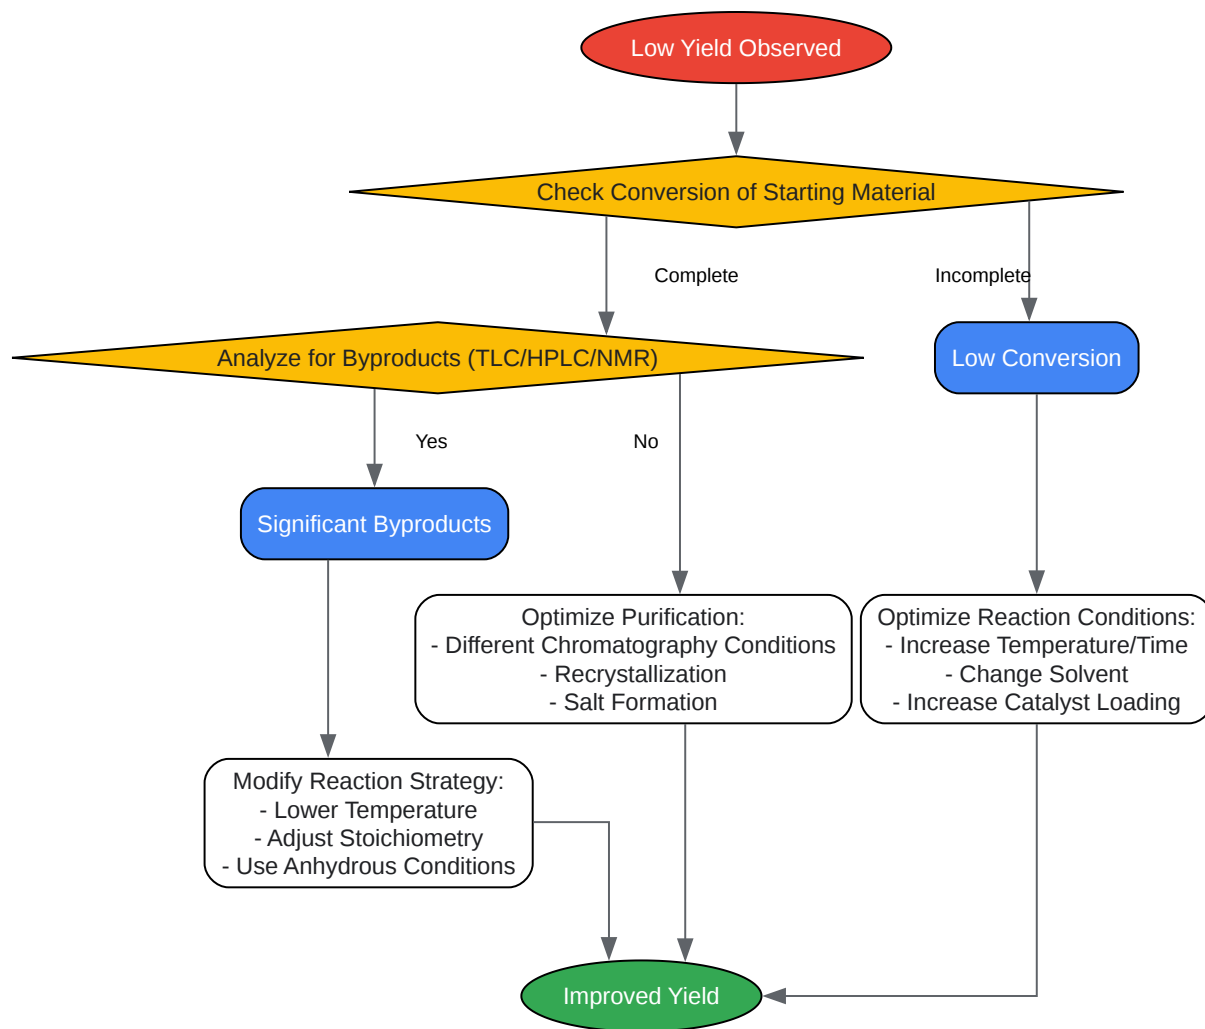 Low Yield Observed
Check Conversion of Starting Material
Complete
Incomplete
Analyze for Byproducts (TLC/HPLC/NMR)
Low Conversion
Yes
No
Significant Byproducts
Optimize Purification:
- Different Chromatography Conditions
- Recrystallization
- Salt Formation
Optimize Reaction Conditions:
- Increase Temperature/Time
- Change Solvent
- Increase Catalyst Loading
Modify Reaction Strategy:
- Lower Temperature
- Adjust Stoichiometry
- Use Anhydrous Conditions
Improved Yield